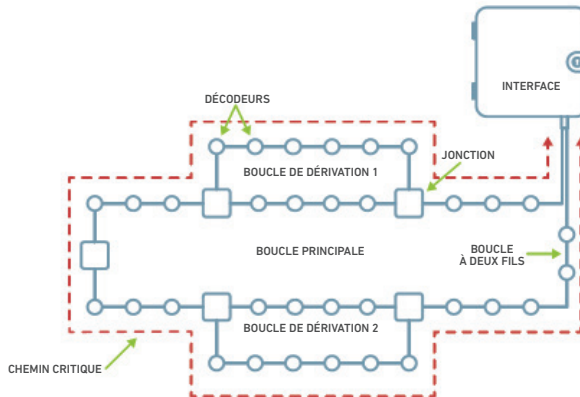 INTERFACE
DÉCODEURS
JONCTION
BOUCLE DE DÉRIVATION 1
BOUCLE PRINCIPALE
BOUCLE
À DEUX FILS
BOUCLE DE DÉRIVATION 2
CHEMIN CRITIQUE